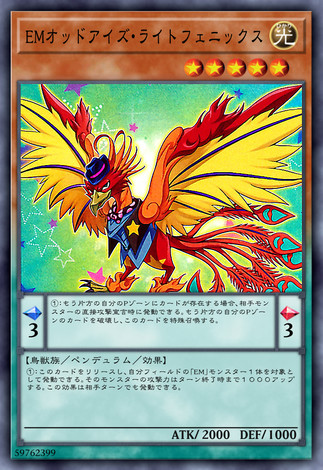 EMオッドアイズ・ライトフェニックス
光
①:もう片方の自分のPゾーンにカードが存在する場合、相手モン
スターの直接攻撃宣言時に発動できる。もう片方の自分のPゾー
ンのカードを破壊し、このカードを特殊召喚する。
3
3
【鳥獣族/ペンデュラム/効果】
①:このカードをリリースし、自分フィールドの「EM」モンスター1体を対象と
して発動できる。そのモンスターの攻撃力はターン終了時まで1000アップ
する。この効果は相手ターンでも発動できる。
ATK/ 2000 DEF/1000
59762399